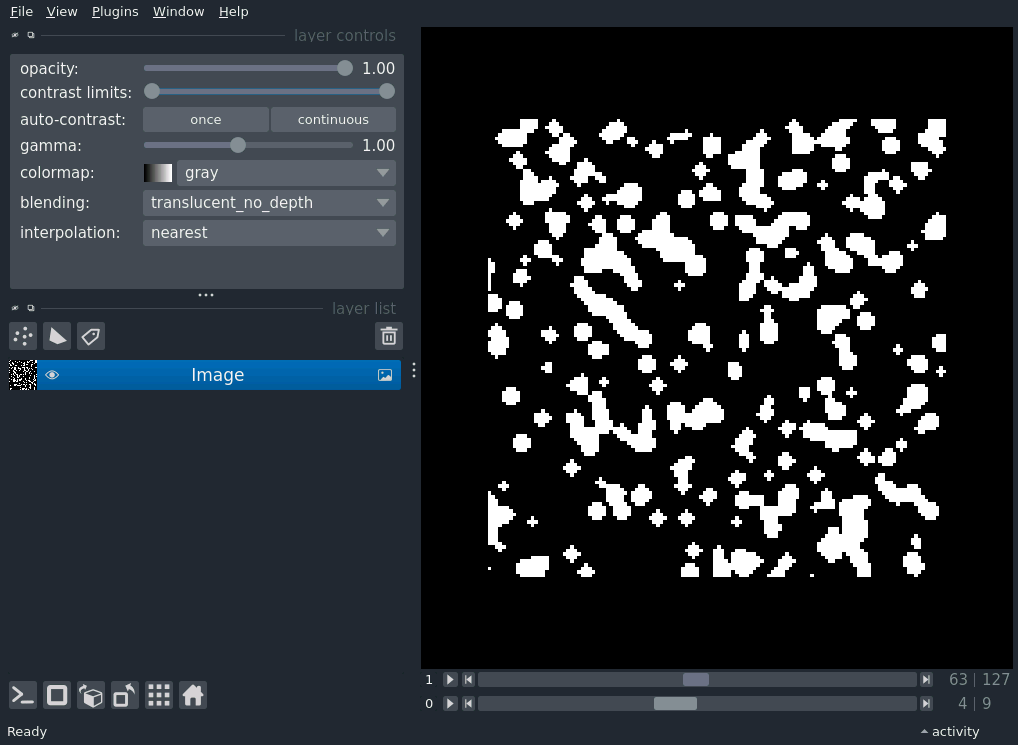 File View Plugins Window Help
layer controls
opacity: 1.00
contrast limits:
auto-contrast: once continuous
gamma: 1.00
colormap: gray
blending: translucent_no_depth
interpolation: nearest
layer list
Image
1 63 | 127
0 4 | 9
Ready activity